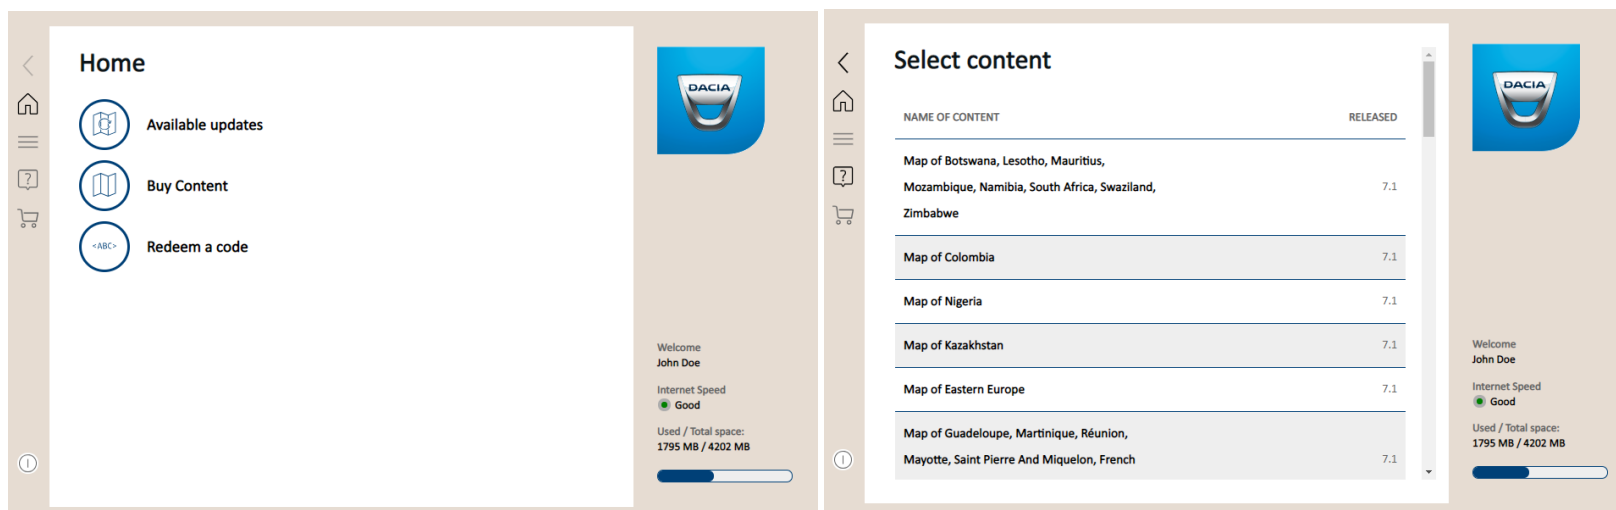 Home
Available updates
Buy Content
<ABC>
Redeem a code
DACIA
Welcome
John Doe
Internet Speed
Good
Used / Total space:
1795 MB / 4202 MB
Select content
NAME OF CONTENT RELEASED
Map of Botswana, Lesotho, Mauritius,
Mozambique, Namibia, South Africa, Swaziland, 7.1
Zimbabwe
Map of Colombia 7.1
Map of Nigeria 7.1
Map of Kazakhstan 7.1
Map of Eastern Europe 7.1
Map of Guadeloupe, Martinique, Réunion,
Mayotte, Saint Pierre And Miquelon, French 7.1
DACIA
Welcome
John Doe
Internet Speed
Good
Used / Total space:
1795 MB / 4202 MB